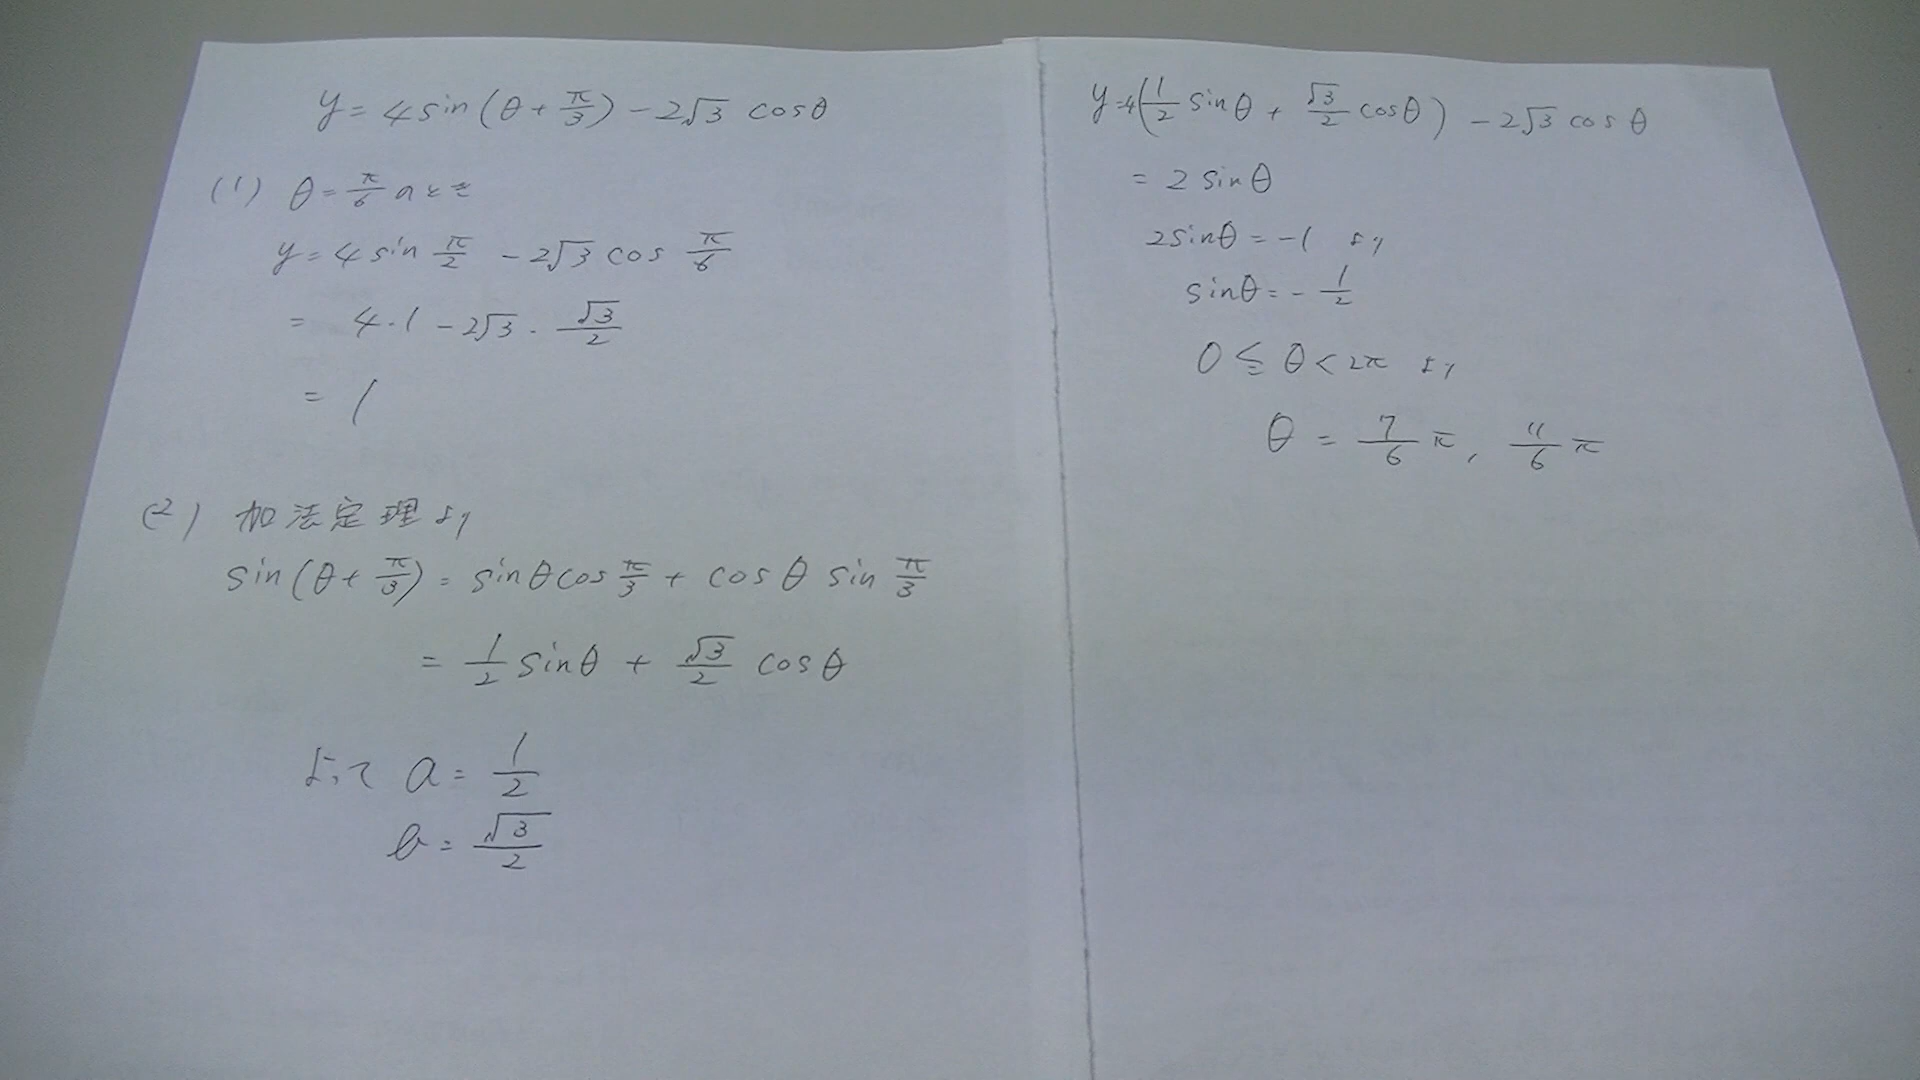 y = 4 sin (θ + π/3) - 2√3 cosθ
(1) θ = π/6 のとき
y = 4 sin π/2 - 2√3 cos π/6
= 4・1 - 2√3・√3/2
= 1
(2) 加法定理より
sin (θ + π/3) = sinθ cos π/3 + cosθ sin π/3
= 1/2 sinθ + √3/2 cosθ
よって a = 1/2
b = √3/2
y = 4(1/2 sinθ + √3/2 cosθ) - 2√3 cosθ
= 2 sinθ
2sinθ = -1 より
sinθ = - 1/2
0 ≦ θ < 2π より
θ = 7/6 π, 11/6 π